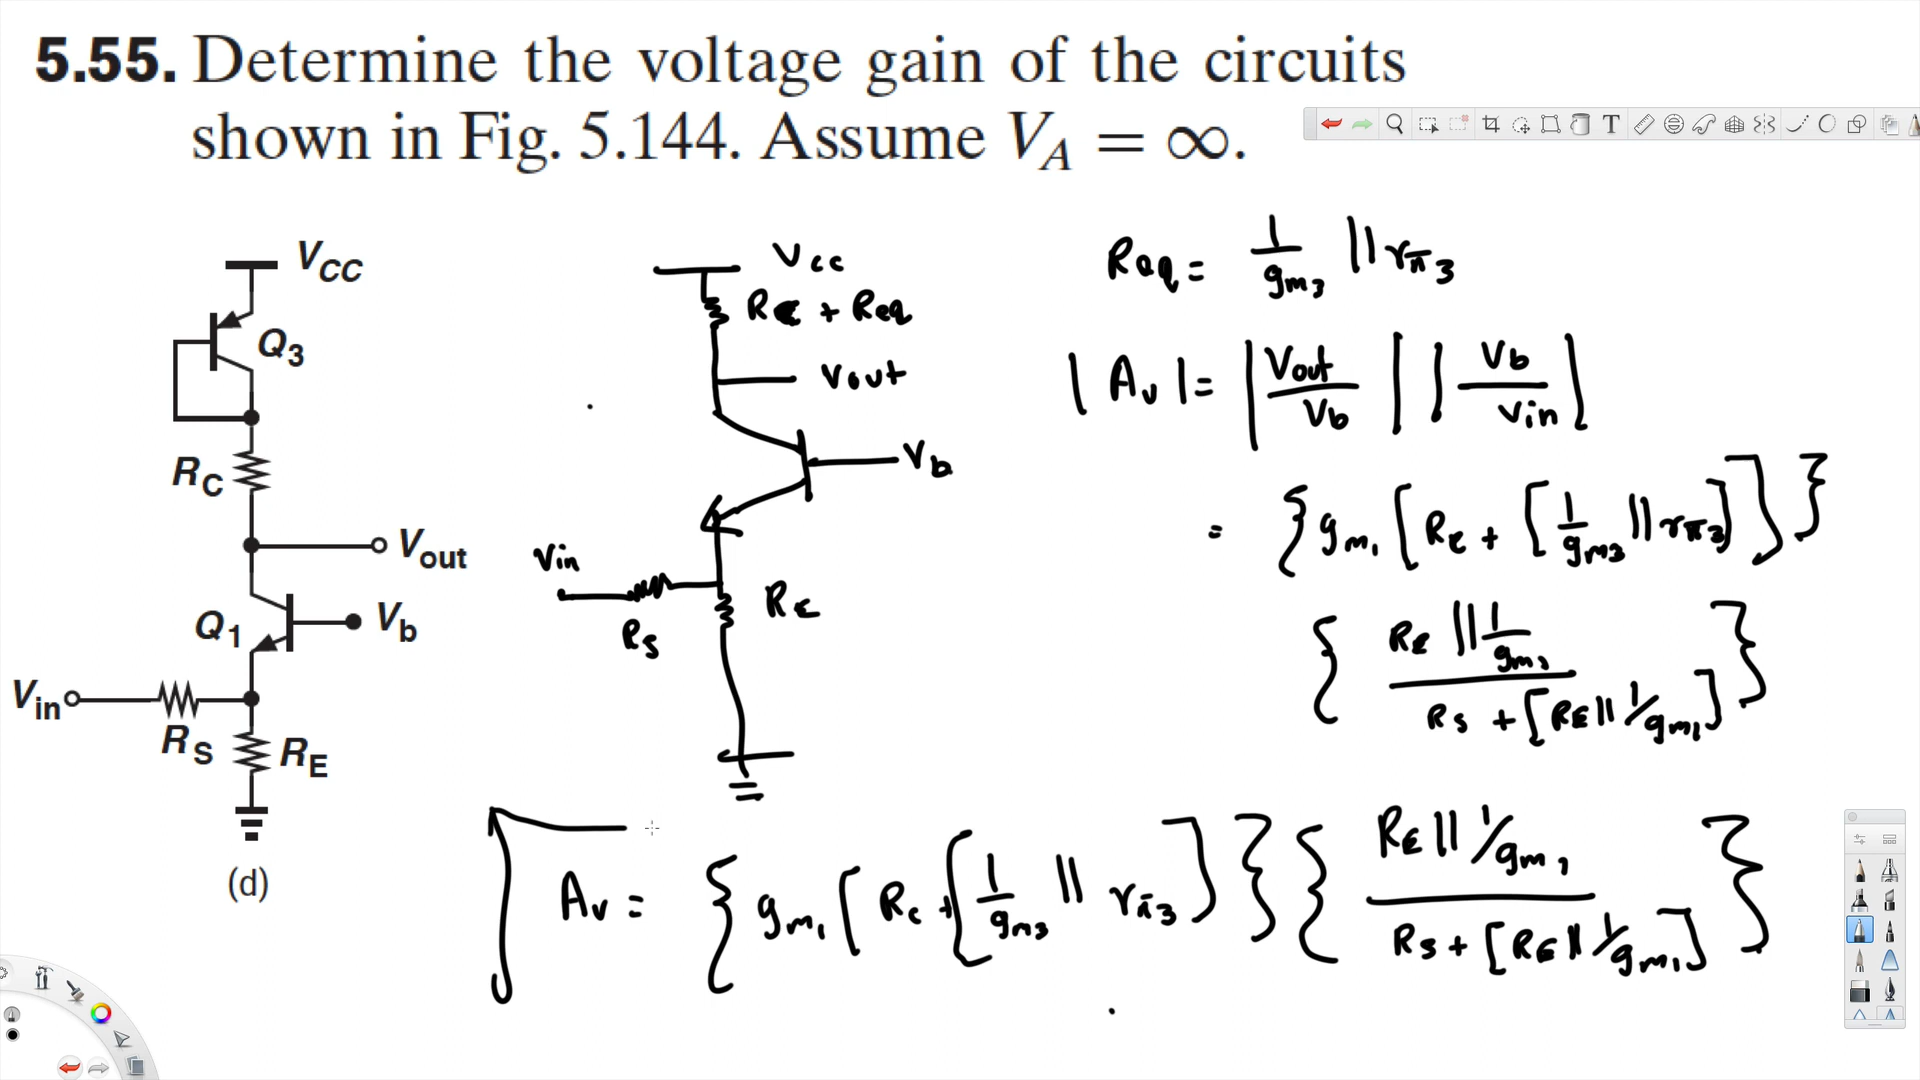 5.55. Determine the voltage gain of the circuits
shown in Fig. 5.144. Assume V_A = ∞.
V_CC
Q_3
R_C
V_out
Q_1
V_b
V_in
R_S
R_E
(d)
Vcc
Rc + Req
Vout
Vb
Vin
Rs
RE
Req = 1/gm3 || rπ3
|Av| = |Vout/Vb| |Vb/Vin|
= {gm1 [Rc + [1/gm3 || rπ3]]}
{(RE || 1/gm1) / (Rs + [RE || 1/gm1])}
Av = {gm1 [Rc + [1/gm3 || rπ3]} {(RE || 1/gm1) / (Rs + [RE || 1/gm1])}
T